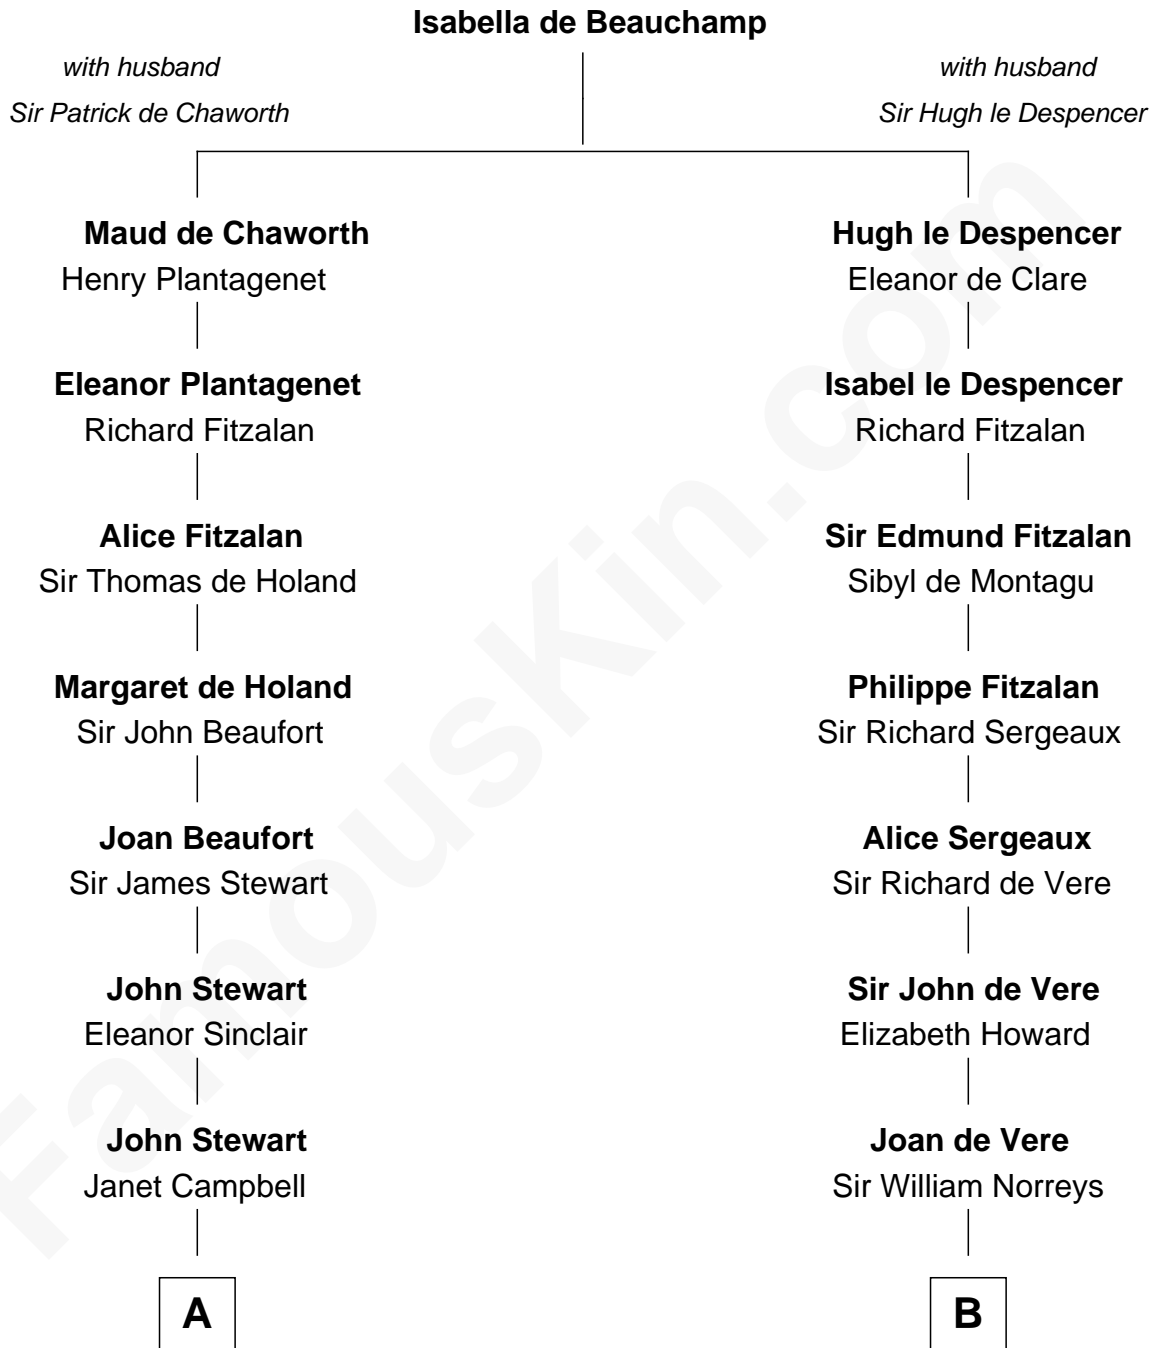 Isabella de Beauchamp
with husband
Sir Patrick de Chaworth
with husband
Sir Hugh le Despencer
Maud de Chaworth
Henry Plantagenet
Eleanor Plantagenet
Richard Fitzalan
Alice Fitzalan
Sir Thomas de Holand
Margaret de Holand
Sir John Beaufort
Joan Beaufort
Sir James Stewart
John Stewart
Eleanor Sinclair
John Stewart
Janet Campbell
A
Hugh le Despencer
Eleanor de Clare
Isabel le Despencer
Richard Fitzalan
Sir Edmund Fitzalan
Sibyl de Montagu
Philippe Fitzalan
Sir Richard Sergeaux
Alice Sergeaux
Sir Richard de Vere
Sir John de Vere
Elizabeth Howard
Joan de Vere
Sir William Norreys
B
FamousKin.com